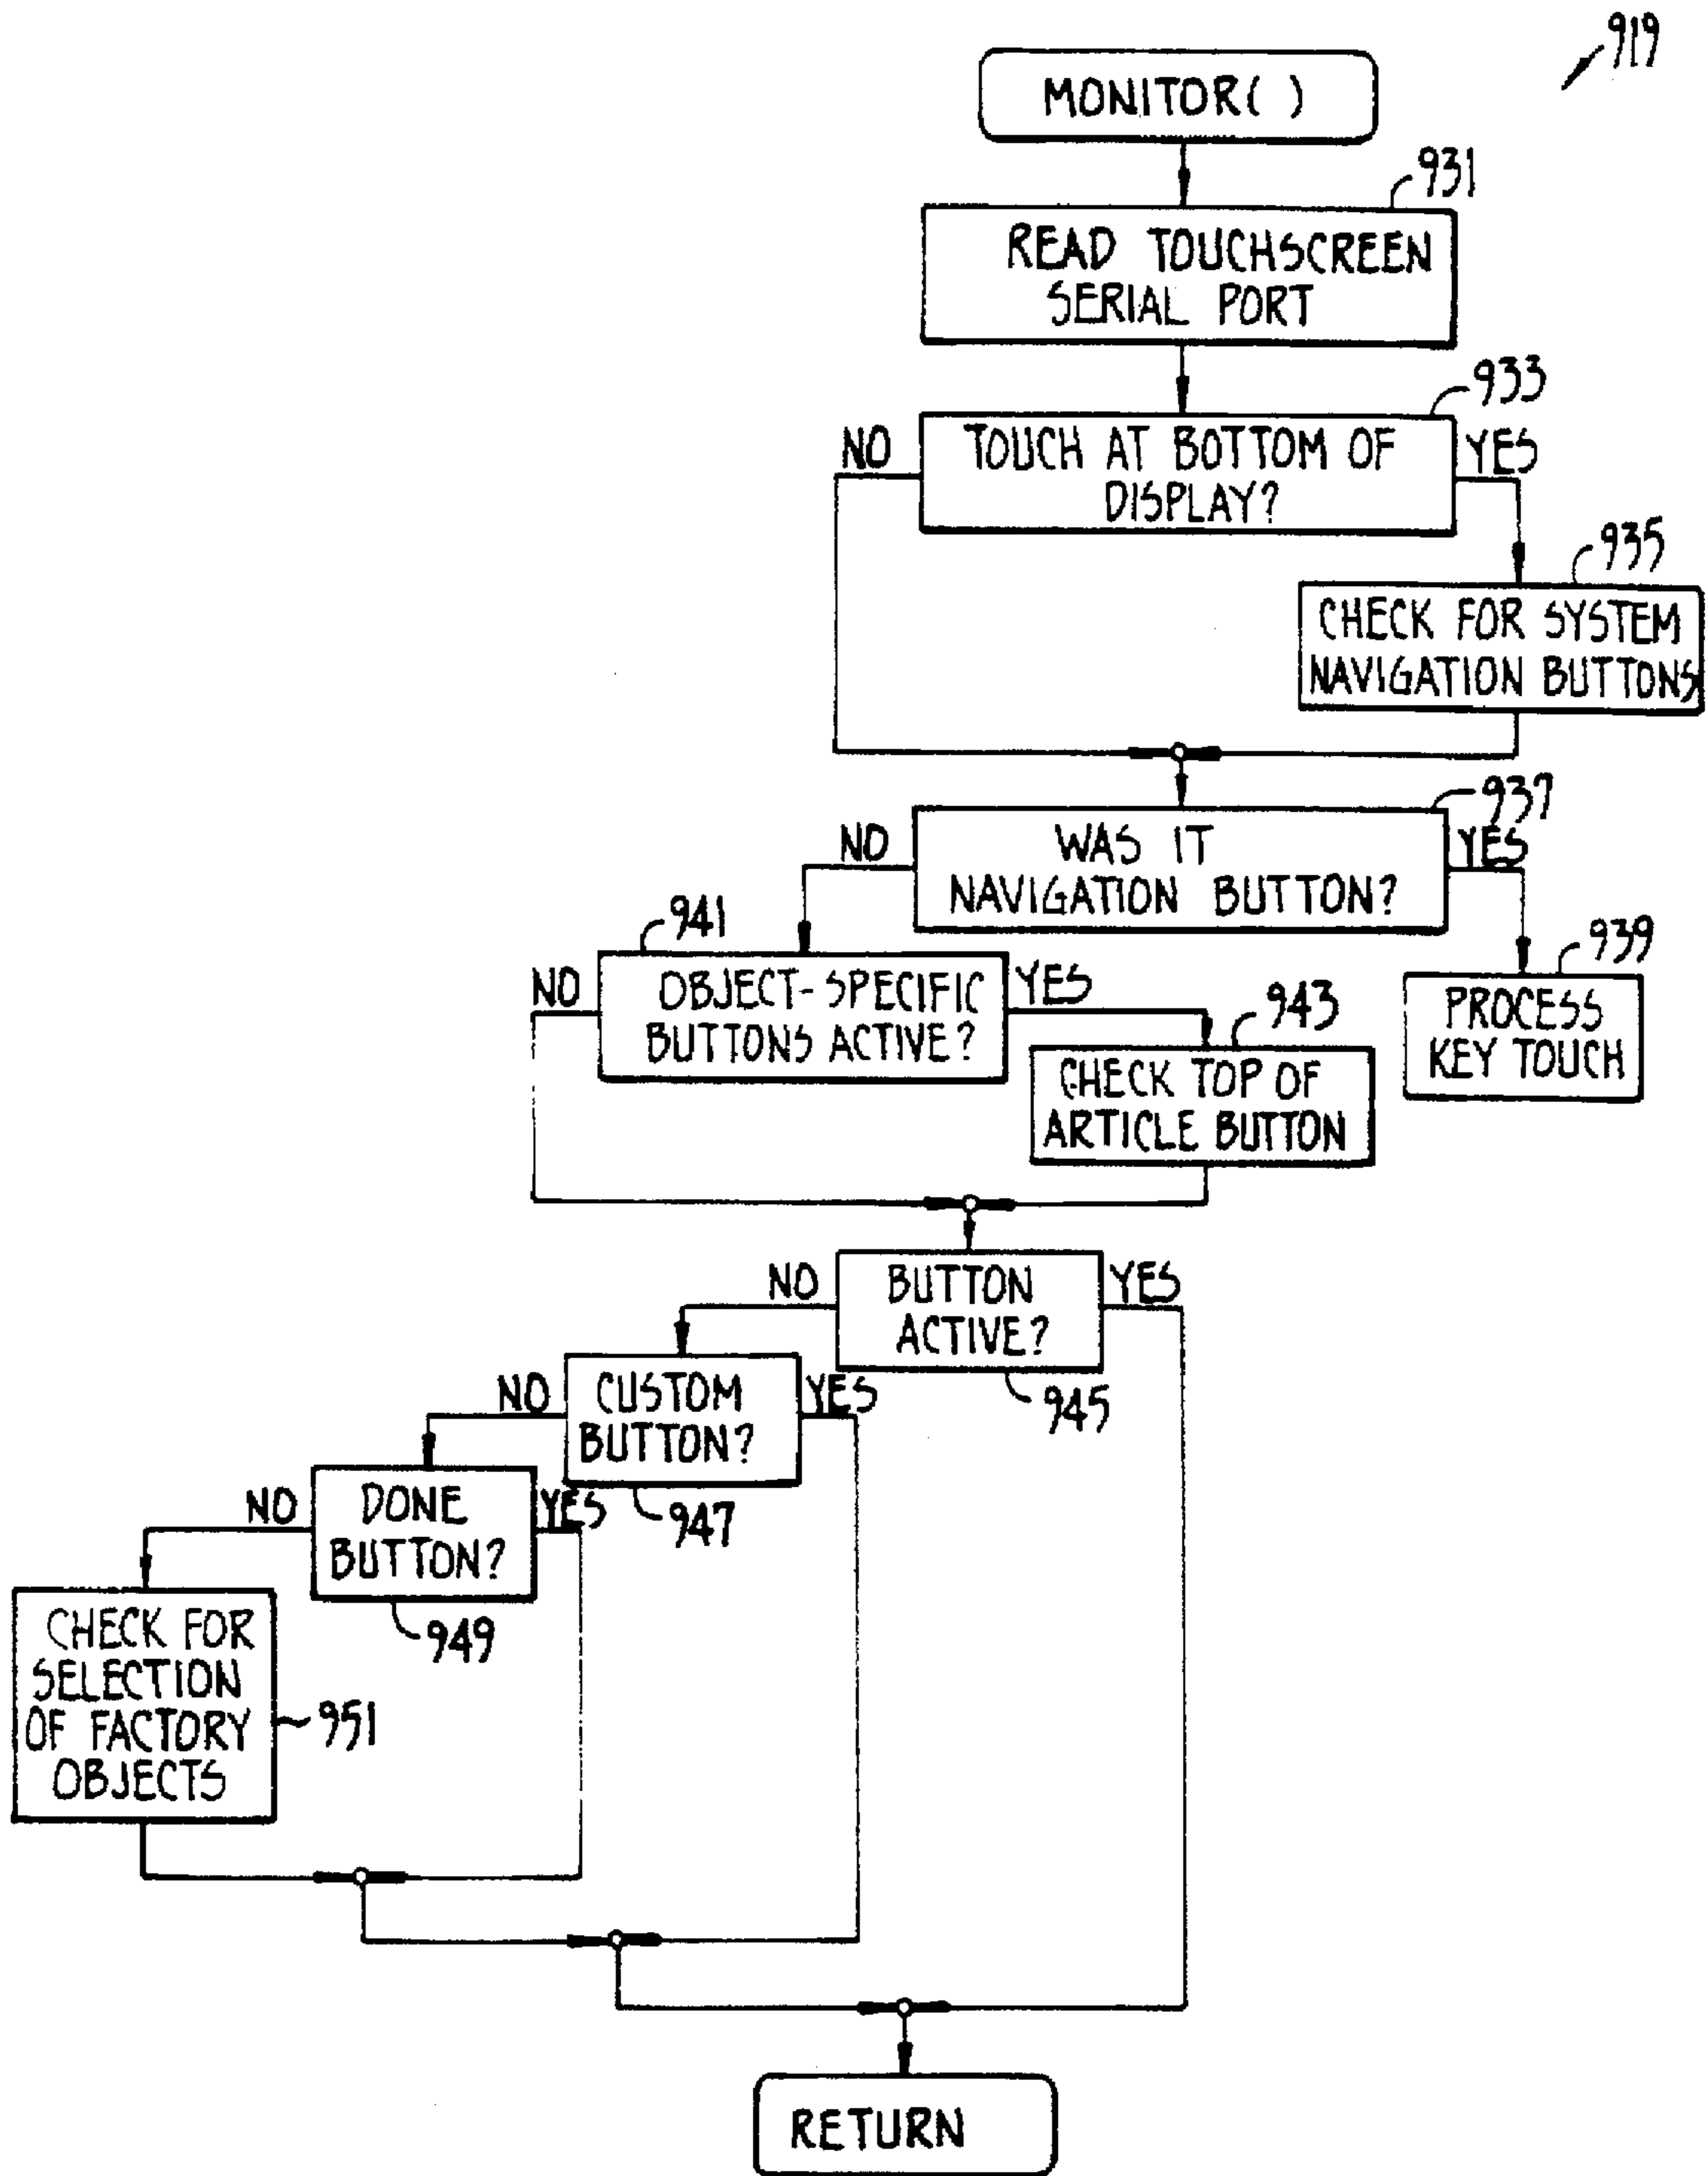 919
MONITOR( )
931
READ TOUCHSCREEN
SERIAL PORT
933
NO
TOUCH AT BOTTOM OF
DISPLAY?
YES
935
CHECK FOR SYSTEM
NAVIGATION BUTTONS
937
NO
WAS IT
NAVIGATION BUTTON?
YES
941
939
NO
OBJECT-SPECIFIC
BUTTONS ACTIVE?
YES
943
PROCESS
KEY TOUCH
CHECK TOP OF
ARTICLE BUTTON
NO
BUTTON
ACTIVE?
YES
945
NO
CUSTOM
BUTTON?
YES
947
NO
DONE
BUTTON?
YES
949
CHECK FOR
SELECTION
OF FACTORY
OBJECTS
951
RETURN